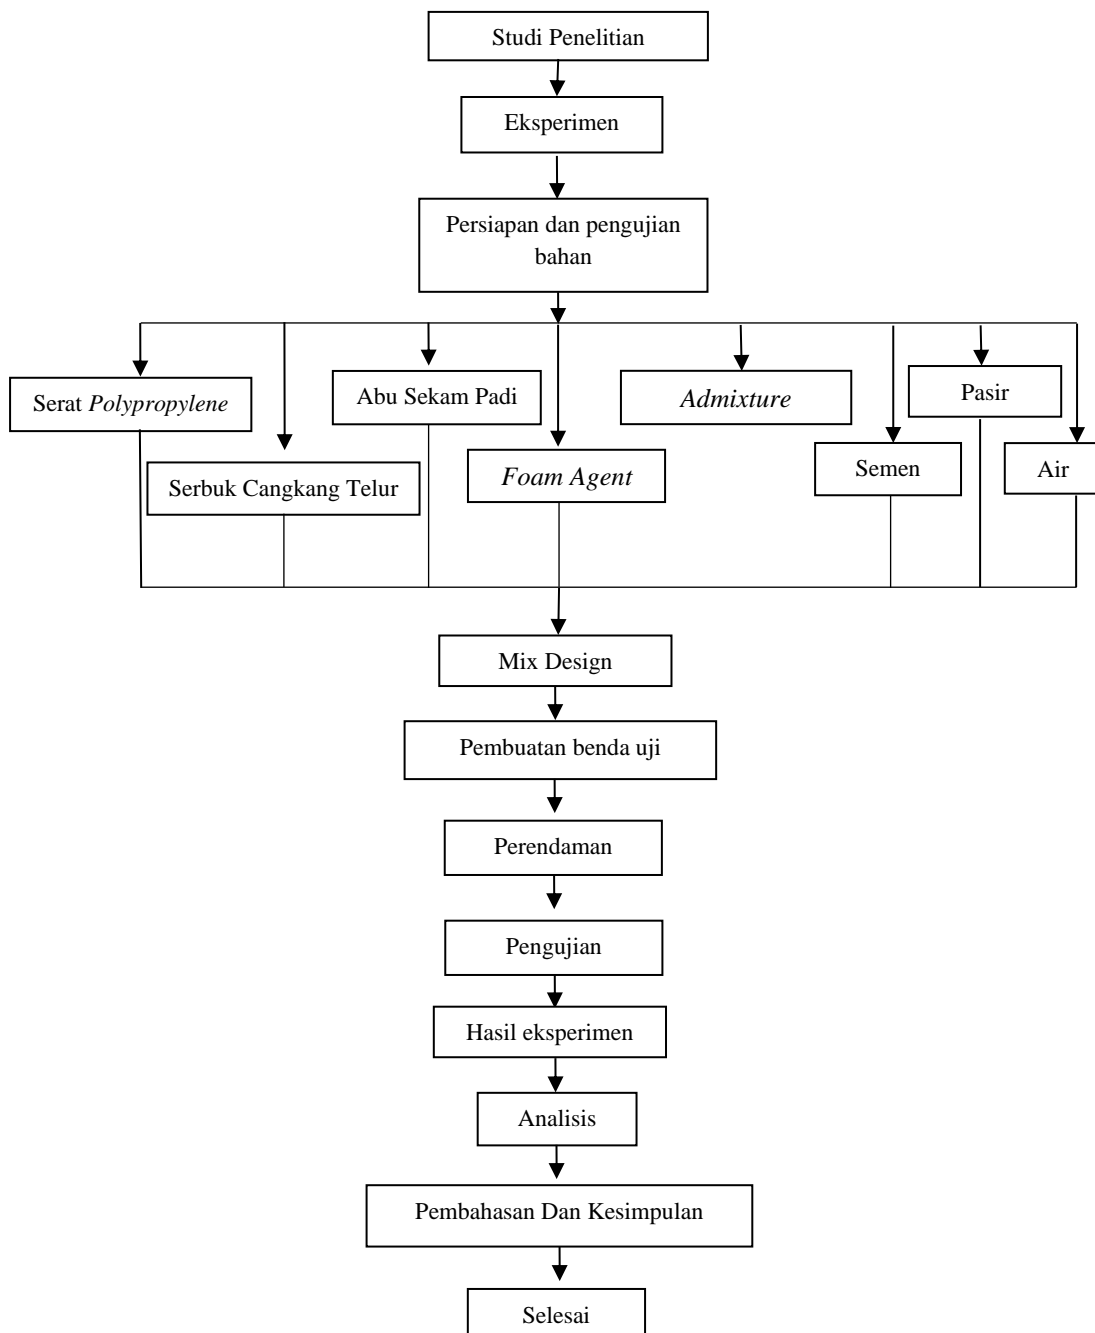 Studi Penelitian
Eksperimen
Persiapan dan pengujian
bahan
Serat Polypropylene
Abu Sekam Padi
Admixture
Pasir
Serbuk Cangkang Telur
Foam Agent
Semen
Air
Mix Design
Pembuatan benda uji
Perendaman
Pengujian
Hasil eksperimen
Analisis
Pembahasan Dan Kesimpulan
Selesai